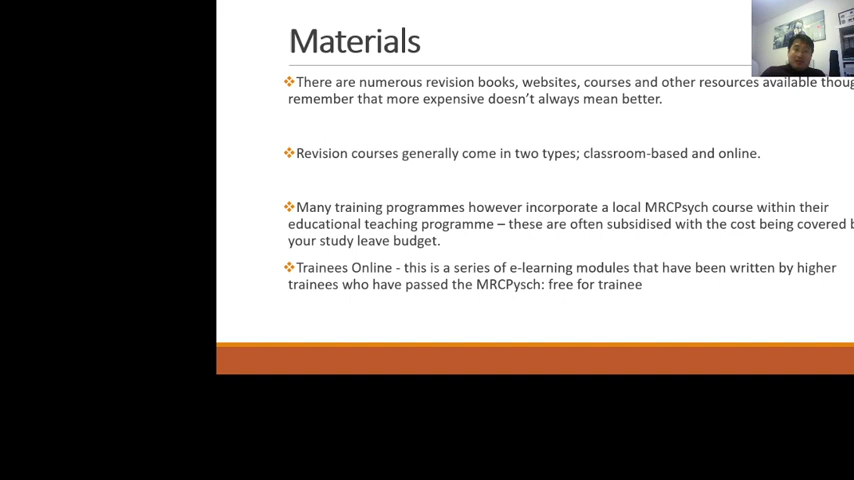 Materials
There are numerous revision books, websites, courses and other resources available
remember that more expensive doesn't always mean better.
Revision courses generally come in two types; classroom-based and online.
Many training programmes however incorporate a local MRCPsych course within their
educational teaching programme – these are often subsidised with the cost being covered
your study leave budget.
Trainees Online - this is a series of e-learning modules that have been written by higher
trainees who have passed the MRCPysch: free for trainee